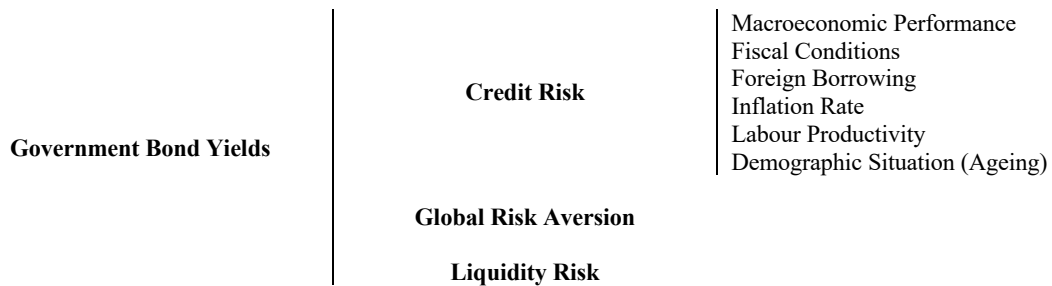 Government Bond Yields
Credit Risk
Macroeconomic Performance
Fiscal Conditions
Foreign Borrowing
Inflation Rate
Labour Productivity
Demographic Situation (Ageing)
Global Risk Aversion
Liquidity Risk